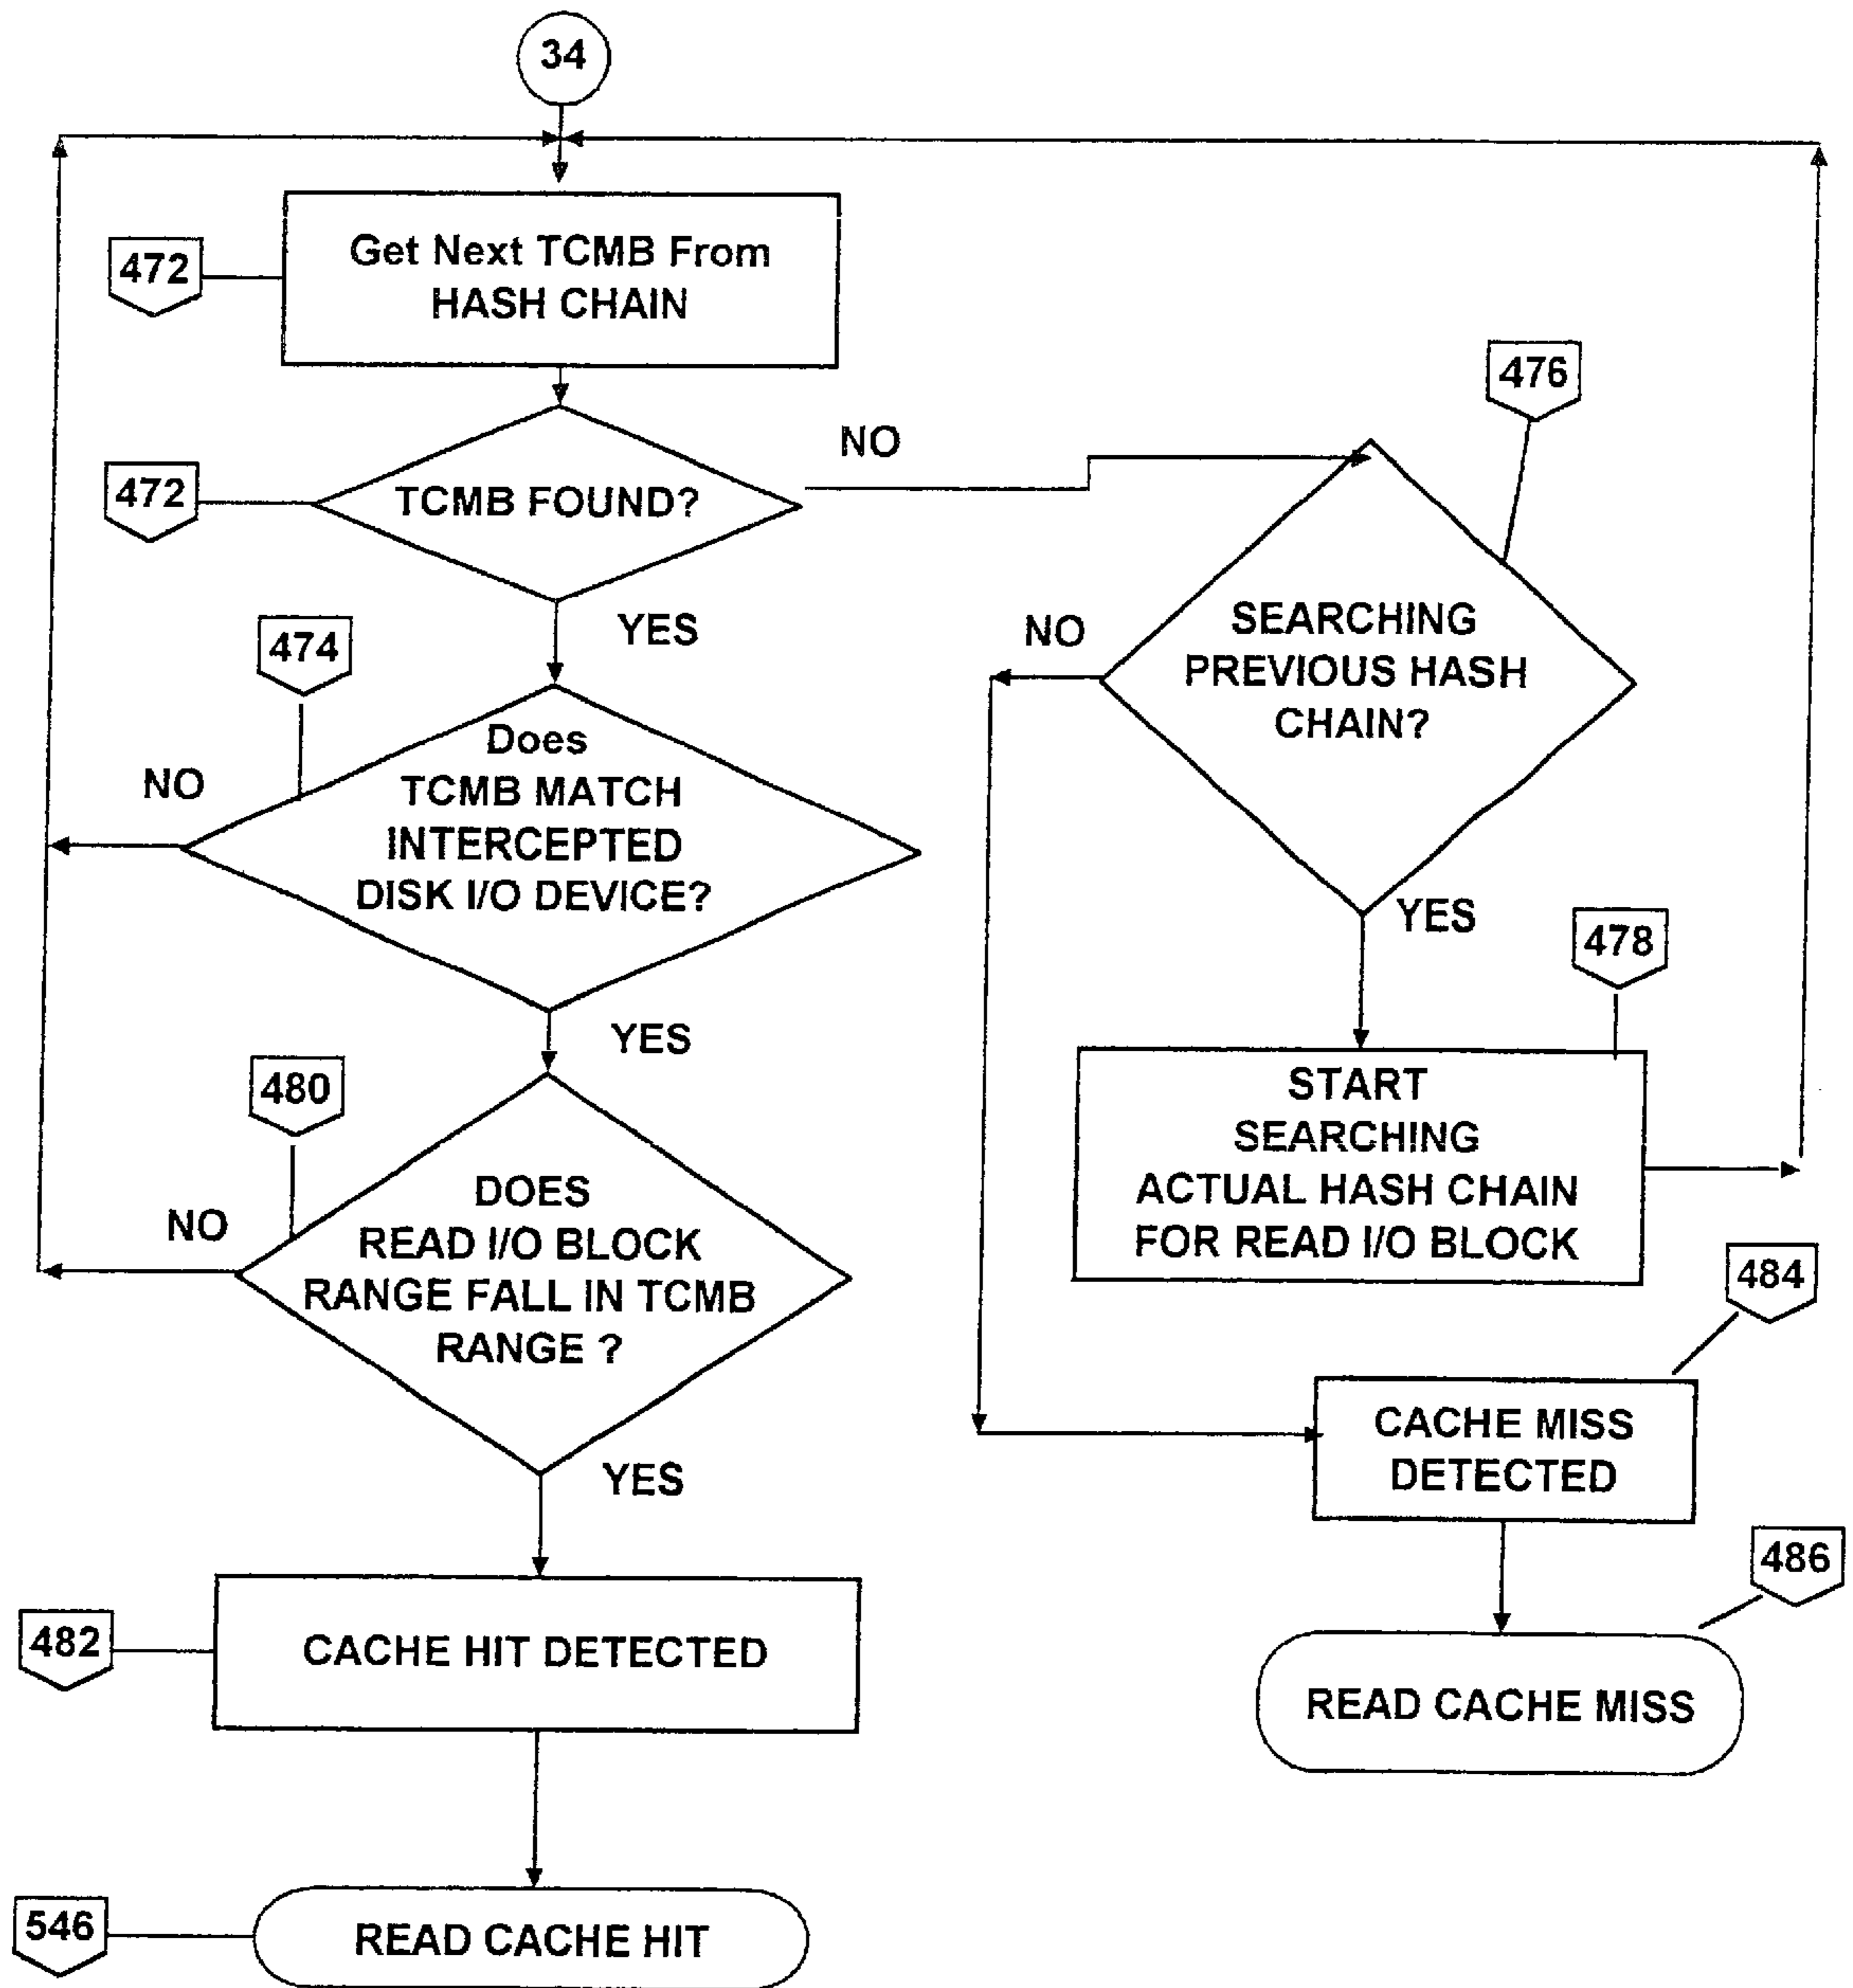 34
472
Get Next TCMB From
HASH CHAIN
472
TCMB FOUND?
NO
YES
476
SEARCHING
PREVIOUS HASH
CHAIN?
NO
YES
474
Does
TCMB MATCH
INTERCEPTED
DISK I/O DEVICE?
NO
YES
478
START
SEARCHING
ACTUAL HASH CHAIN
FOR READ I/O BLOCK
480
DOES
READ I/O BLOCK
RANGE FALL IN TCMB
RANGE ?
NO
YES
484
CACHE MISS
DETECTED
486
READ CACHE MISS
482
CACHE HIT DETECTED
546
READ CACHE HIT